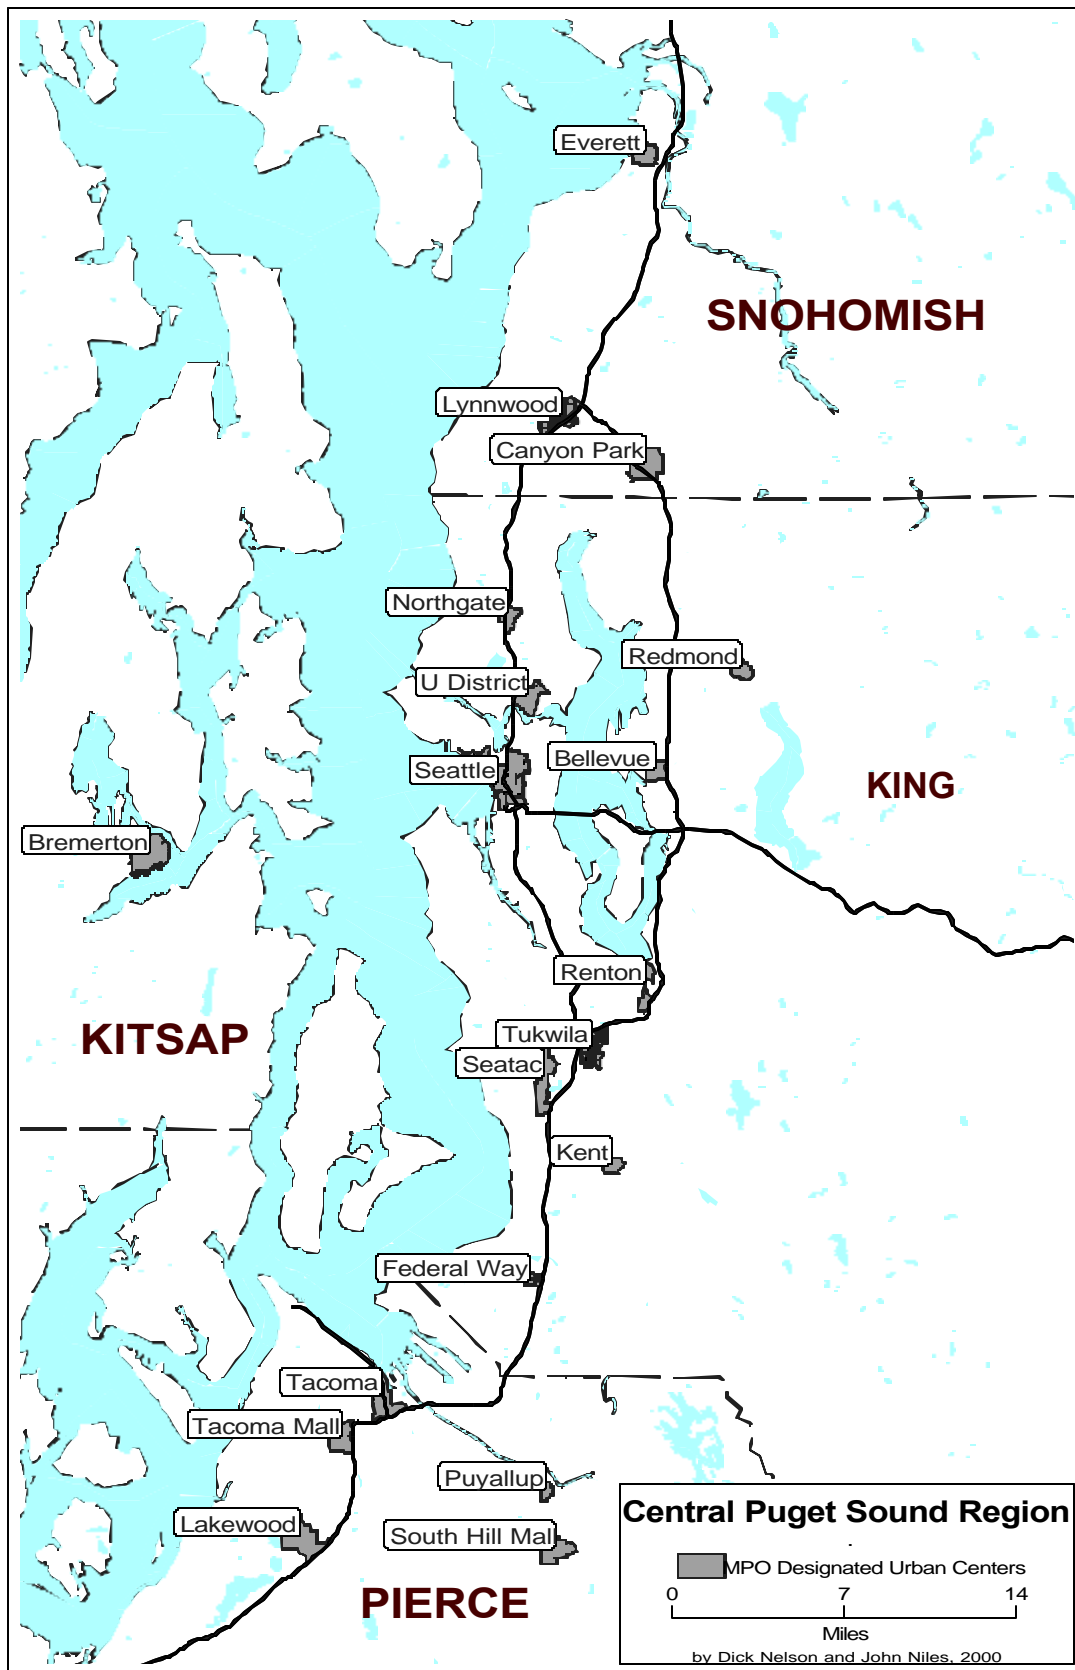 Everett
SNOHOMISH
Lynnwood
Canyon Park
Northgate
Redmond
U District
Bellevue
Seattle
KING
Bremerton
Renton
Tukwila
KITSAP
Seatac
Kent
Federal Way
Tacoma
Tacoma Mall
Puyallup
Lakewood
South Hill Mal
PIERCE
Central Puget Sound Region
MPO Designated Urban Centers
0 7 14
Miles
by Dick Nelson and John Niles, 2000